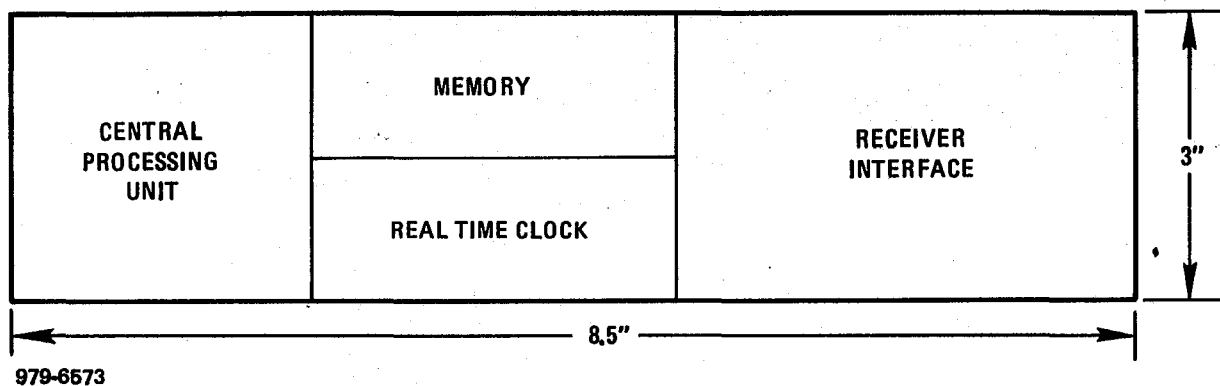 CENTRAL
PROCESSING
UNIT
MEMORY
REAL TIME CLOCK
RECEIVER
INTERFACE
3"
8.5"
979-6573